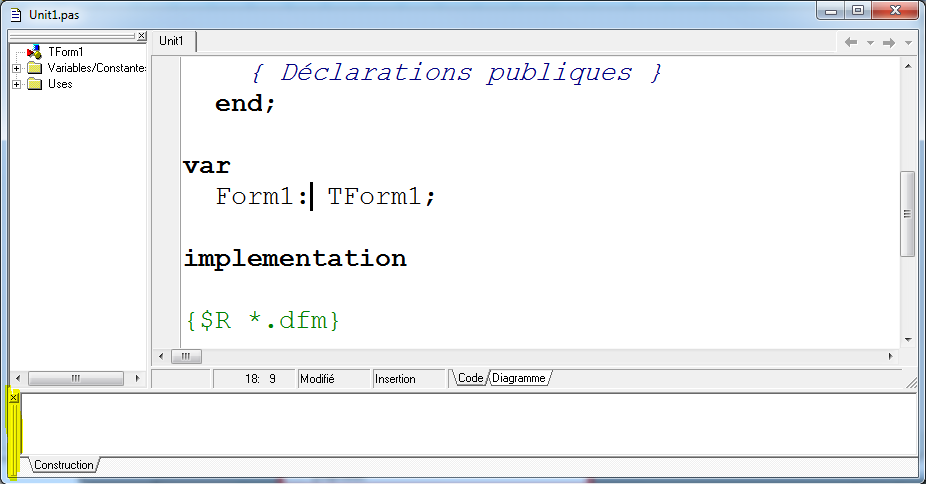 Unit1.pas
TForm1
Variables/Constante
Uses
Unit1
{ Déclarations publiques }
end;
var
Form1: TForm1;
implementation
{$R *.dfm}
18: 9
Modifié
Insertion
Code
Diagramme
Construction